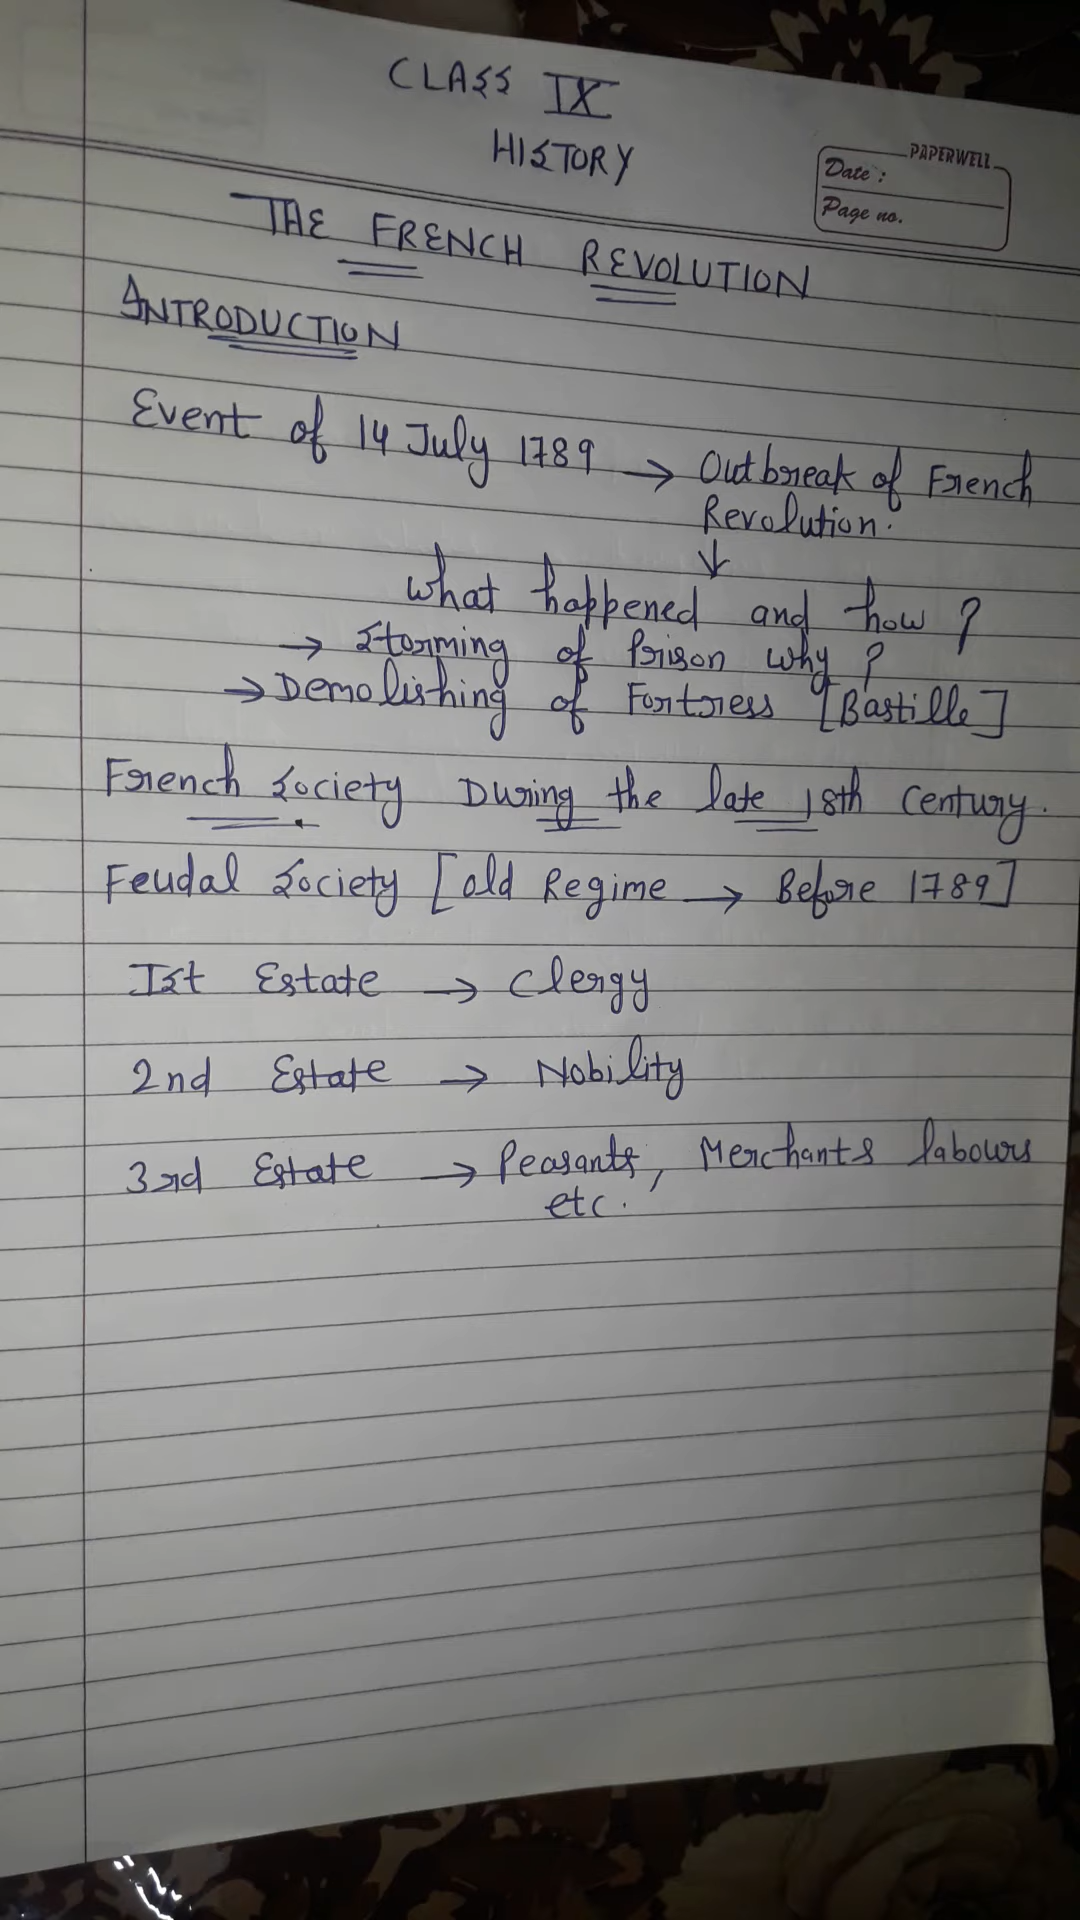 CLASS IX
HISTORY
PAPERWELL
Date :
Page no.
THE FRENCH REVOLUTION
INTRODUCTION
Event of 14 July 1789 → Outbreak of French
Revolution.
↓
What happened and how ?
→ Storming of Prison why ?
→ Demolishing of Fortress [Bastille]
French Society During the late 18th Century.
Feudal Society [old Regime → Before 1789]
Ist Estate → Clergy
2nd Estate → Nobility
3rd Estate → Peasants, Merchants labours
etc.